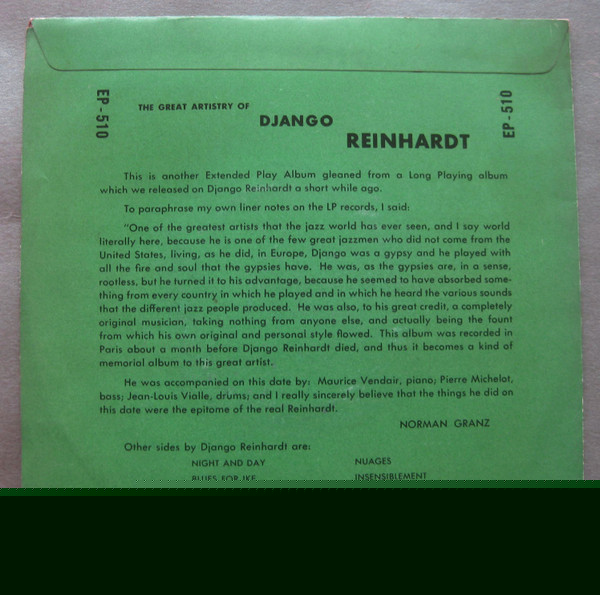 EP-510
THE GREAT ARTISTRY OF
DJANGO
REINHARDT
EP-510
This is another Extended Play Album gleaned from a Long Playing album
which we released on Django Reinhardt a short while ago.
To paraphrase my own liner notes on the LP records, I said:
"One of the greatest artists that the jazz world has ever seen, and I say world
literally here, because he is one of the few great jazzmen who did not come from the
United States, living, as he did, in Europe, Django was a gypsy and he played with
all the fire and soul that the gypsies have. He was, as the gypsies are, in a sense,
rootless, but he turned it to his advantage, because he seemed to have absorbed some-
thing from every country in which he played and in which he heard the various sounds
that the different jazz people produced. He was also, to his great credit, a completely
original musician, taking nothing from anyone else, and actually being the fount
from which his own original and personal style flowed. This album was recorded in
Paris about a month before Django Reinhardt died, and thus it becomes a kind of
memorial album to this great artist.
He was accompanied on this date by: Maurice Vendair, piano; Pierre Michelot,
bass; Jean-Louis Vialle, drums; and I really sincerely believe that the things he did on
this date were the epitome of the real Reinhardt.
NORMAN GRANZ
Other sides by Django Reinhardt are:
NIGHT AND DAY NUAGES
BLUES FOR IKE INSENSIBLEMENT